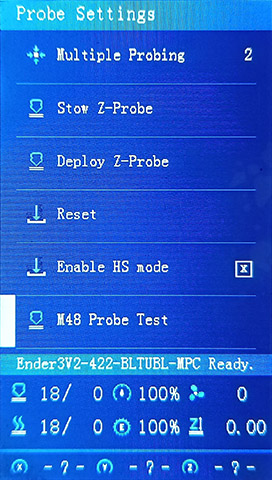 Probe Settings
Multiple Probing 2
Stow Z-Probe
Deploy Z-Probe
Reset
Enable HS mode x
M48 Probe Test
Ender3V2-422-BLTUBL-MPC Ready.
18/ 0 100% 0
18/ 0 E 100% Z 0.00
X -?- Y -?- Z -?-